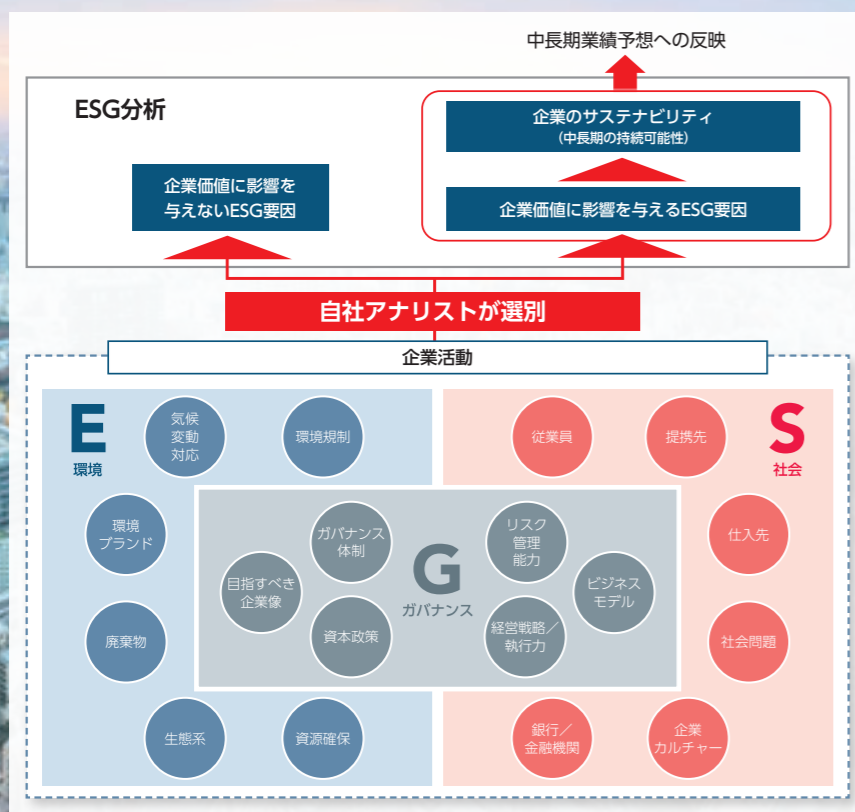 中長期業績予想への反映
ESG分析
企業のサステナビリティ
(中長期の持続可能性)
企業価値に影響を
与えないESG要因
企業価値に影響を与えるESG要因
自社アナリストが選別
企業活動
E
環境
気候
変動
対応
環境規制
環境
ブランド
廃棄物
生態系
資源確保
G
ガバナンス
目指すべき
企業像
ガバナンス
体制
資本政策
リスク
管理
能力
経営戦略/
執行力
ビジネス
モデル
S
社会
従業員
提携先
仕入先
社会問題
企業
カルチャー
銀行/
金融機関